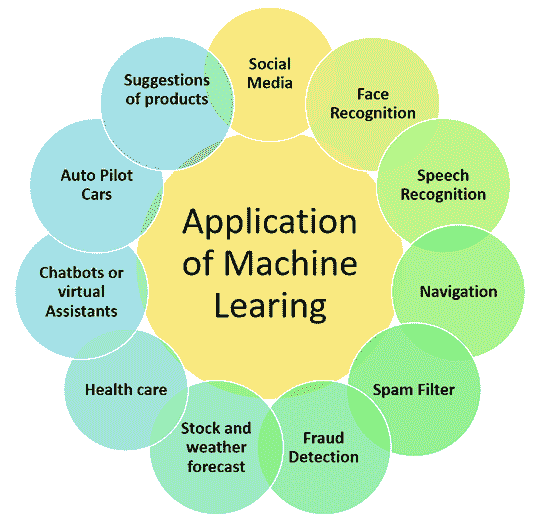 Social
Media
Face
Recognition
Speech
Recognition
Navigation
Spam Filter
Fraud
Detection
Stock and
weather
forecast
Health care
Chatbots or
virtual
Assistants
Auto Pilot
Cars
Suggestions
of products
Application
of Machine
Learing